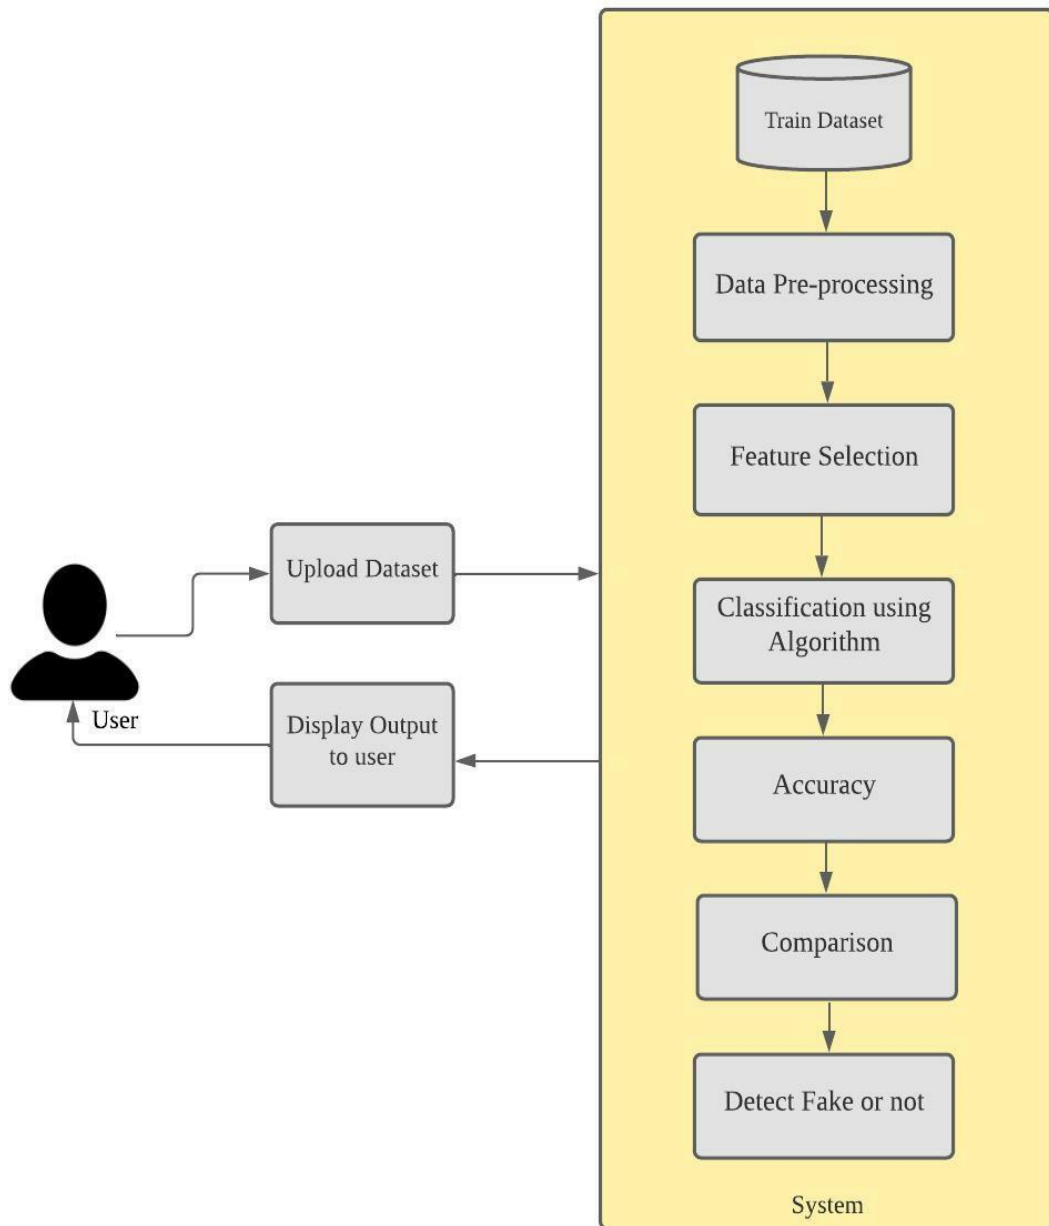 Train Dataset
Data Pre-processing
Feature Selection
Upload Dataset
Classification using
Algorithm
User
Display Output
to user
Accuracy
Comparison
Detect Fake or not
System